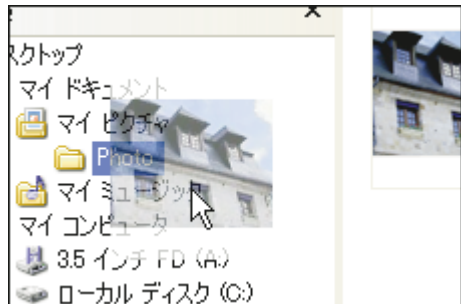 スクトップ
マイ ドキュメント
マイ ピクチャ
Photo
マイ ミュージック
マイ コンピュータ
3.5 インチ FD (A:)
ローカル ディスク (C:)